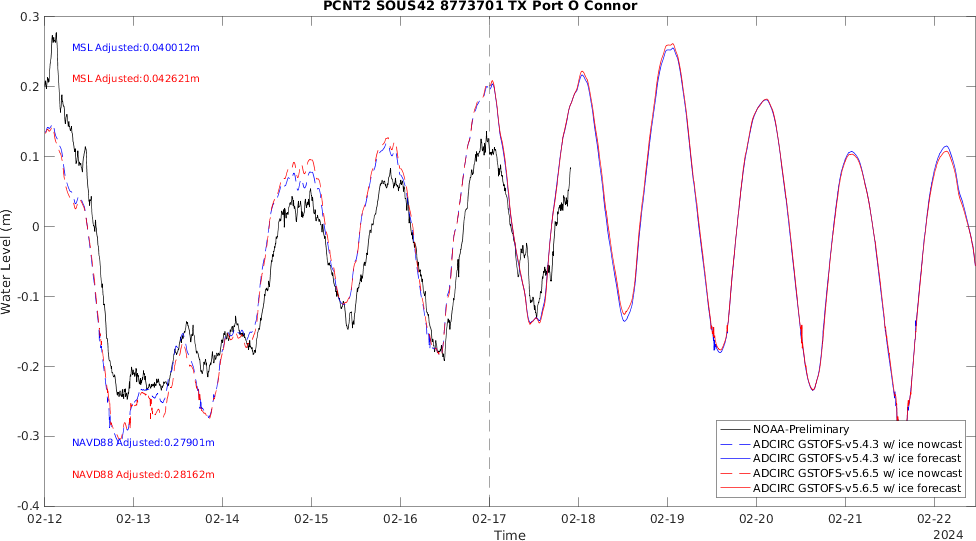 PCNT2 SOUS42 8773701 TX Port O Connor
0.3
0.2
0.1
0
-0.1
-0.2
-0.3
-0.4
Water Level (m)
MSL Adjusted:0.040012m
MSL Adjusted:0.042621m
NAVD88 Adjusted:0.27901m
NAVD88 Adjusted:0.28162m
NOAA-Preliminary
ADCIRC GSTOFS-v5.4.3 w/ ice nowcast
ADCIRC GSTOFS-v5.4.3 w/ ice forecast
ADCIRC GSTOFS-v5.6.5 w/ ice nowcast
ADCIRC GSTOFS-v5.6.5 w/ ice forecast
02-12 02-13 02-14 02-15 02-16 02-17 02-18 02-19 02-20 02-21 02-22
Time
2024